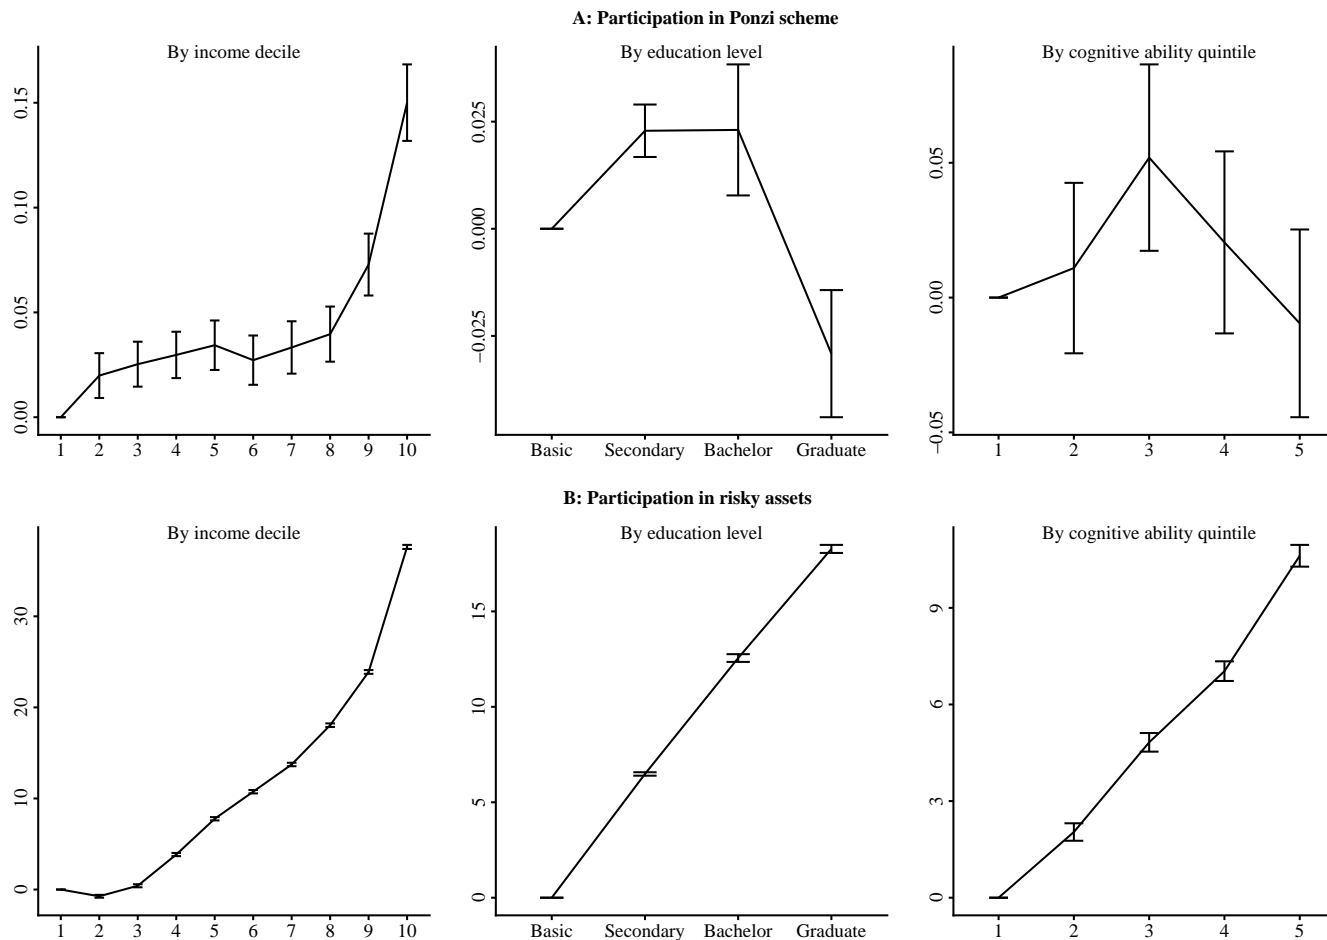 A: Participation in Ponzi scheme
By income decile
0.15
0.10
0.05
0.00
1 2 3 4 5 6 7 8 9 10
By education level
0.025
0.000
−0.025
Basic Secondary Bachelor Graduate
By cognitive ability quintile
0.05
0.00
−0.05
1 2 3 4 5
B: Participation in risky assets
By income decile
30
20
10
0
1 2 3 4 5 6 7 8 9 10
By education level
15
10
5
0
Basic Secondary Bachelor Graduate
By cognitive ability quintile
9
6
3
0
1 2 3 4 5